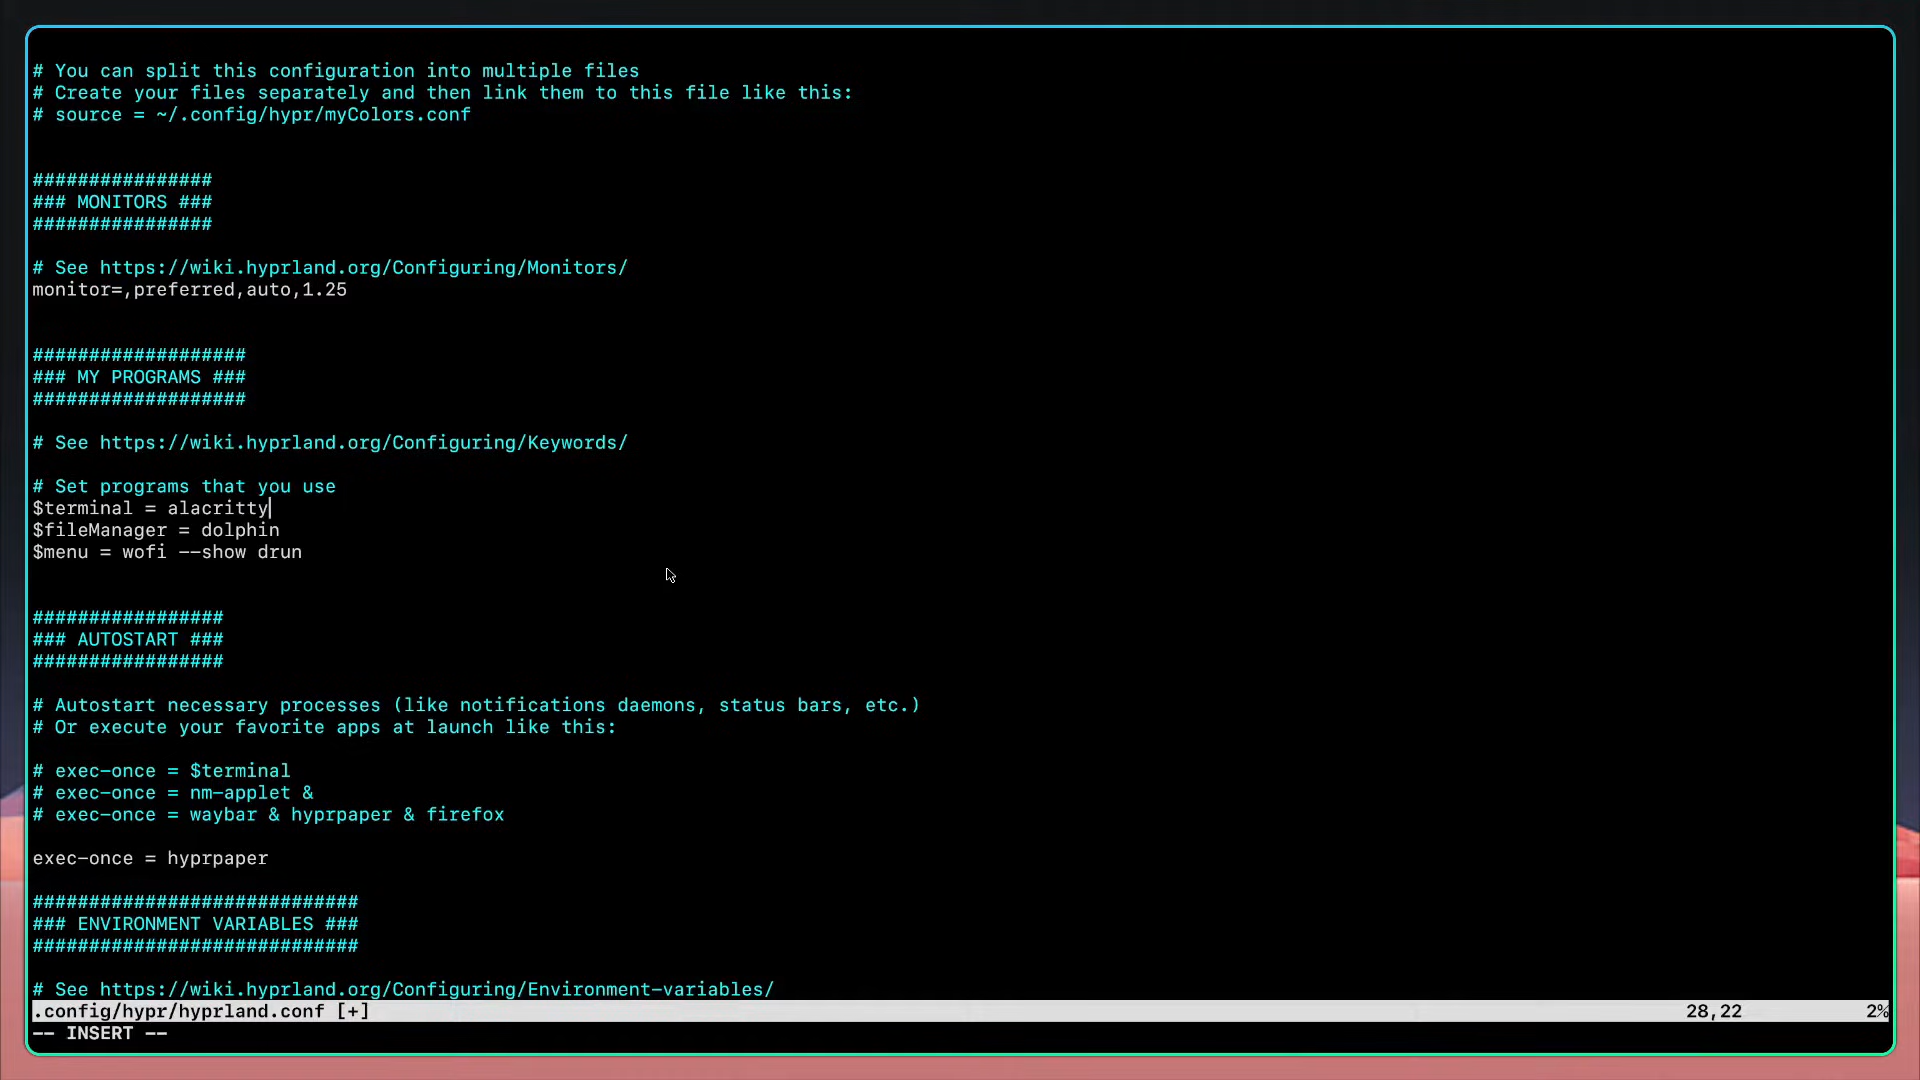 # You can split this configuration into multiple files
# Create your files separately and then link them to this file like this:
# source = ~/.config/hypr/myColors.conf
################
### MONITORS ###
################
# See https://wiki.hyprland.org/Configuring/Monitors/
monitor=,preferred,auto,1.25
###################
### MY PROGRAMS ###
###################
# See https://wiki.hyprland.org/Configuring/Keywords/
# Set programs that you use
$terminal = alacritty
$fileManager = dolphin
$menu = wofi --show drun
#################
### AUTOSTART ###
#################
# Autostart necessary processes (like notifications daemons, status bars, etc.)
# Or execute your favorite apps at launch like this:
# exec-once = $terminal
# exec-once = nm-applet &
# exec-once = waybar & hyprpaper & firefox
exec-once = hyprpaper
#############################
### ENVIRONMENT VARIABLES ###
#############################
# See https://wiki.hyprland.org/Configuring/Environment-variables/
.config/hypr/hyprland.conf [+] 28,22 2%
-- INSERT --